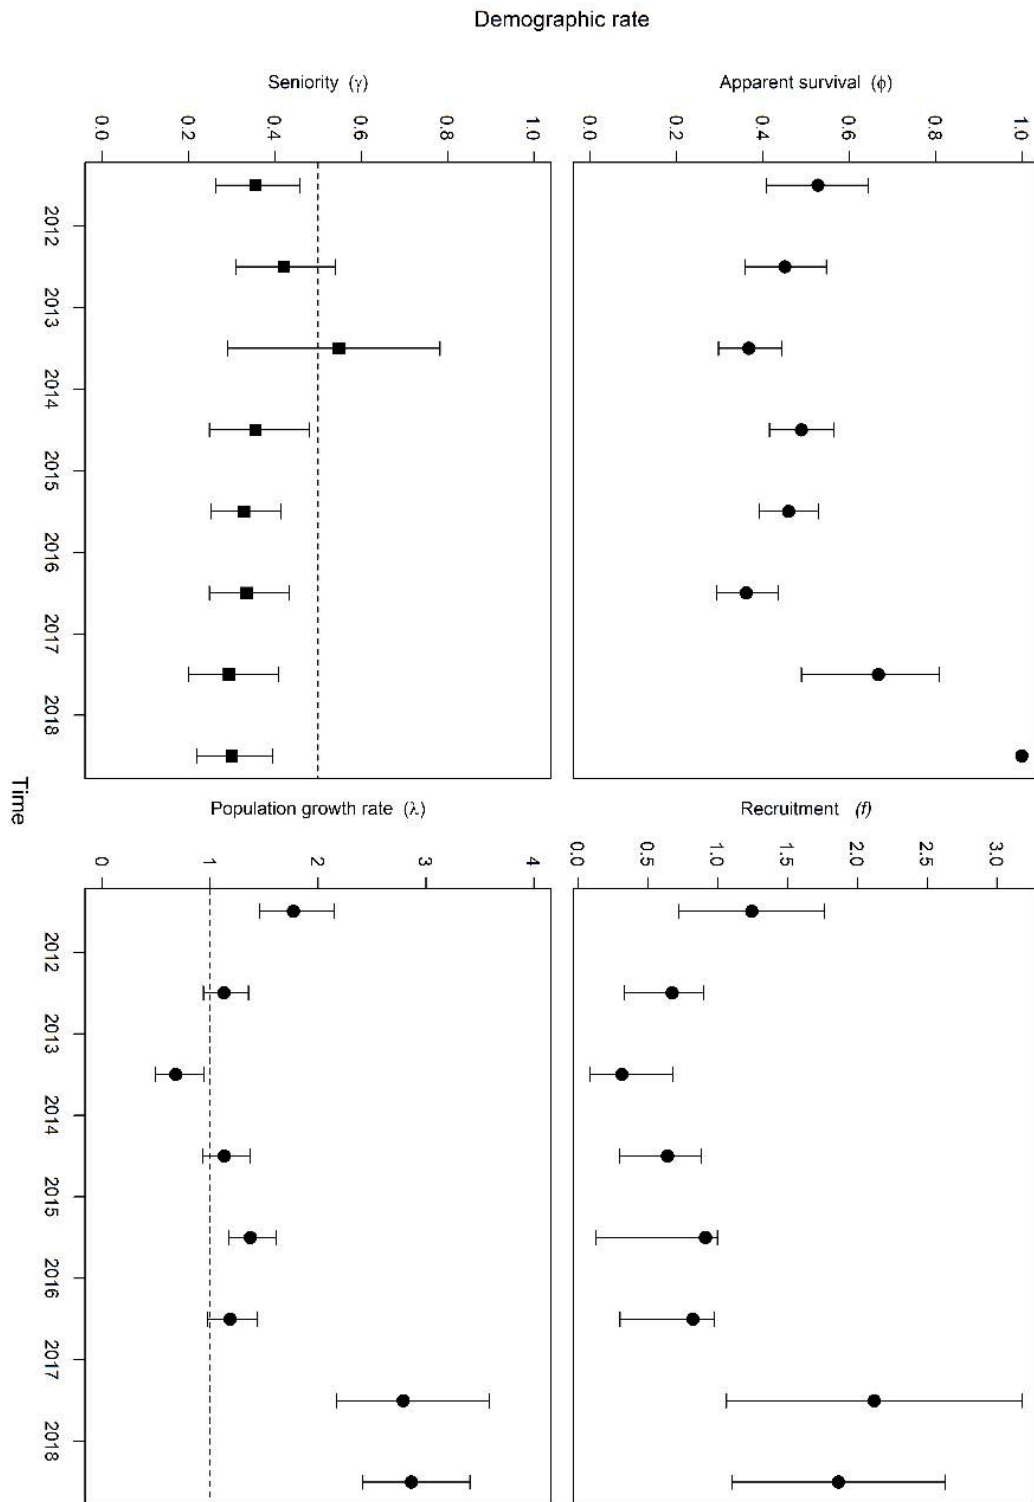 Demographic rate
Apparent survival (ϕ)
0.0 0.2 0.4 0.6 0.8 1.0
Recruitment (f)
0.0 0.5 1.0 1.5 2.0 2.5 3.0
2012 2013 2014 2015 2016 2017 2018
Seniority (γ)
0.0 0.2 0.4 0.6 0.8 1.0
2012 2013 2014 2015 2016 2017 2018
Population growth rate (λ)
0 1 2 3 4
Time